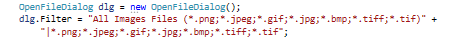 OpenFileDialog dlg = new OpenFileDialog();
dlg.Filter = "All Images Files (*.png;*.jpeg;*.gif;*.jpg;*.bmp;*.tiff;*.tif)" +
"|*.png;*.jpeg;*.gif;*.jpg;*.bmp;*.tiff;*.tif";